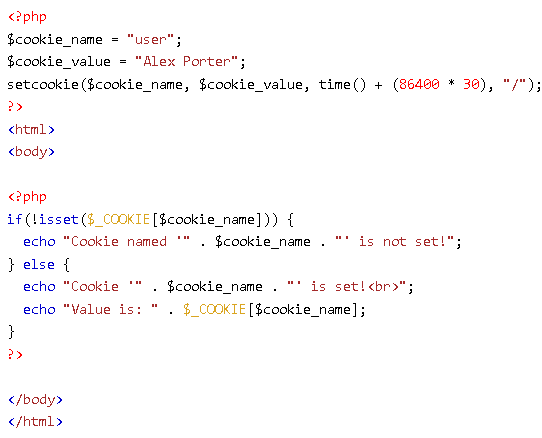 <?php
$cookie_name = "user";
$cookie_value = "Alex Porter";
setcookie($cookie_name, $cookie_value, time() + (86400 * 30), "/");
?>
<html>
<body>

<?php
if(!isset($_COOKIE[$cookie_name])) {
  echo "Cookie named '" . $cookie_name . "' is not set!";
} else {
  echo "Cookie '" . $cookie_name . "' is set!<br>";
  echo "Value is: " . $_COOKIE[$cookie_name];
}
?>

</body>
</html>